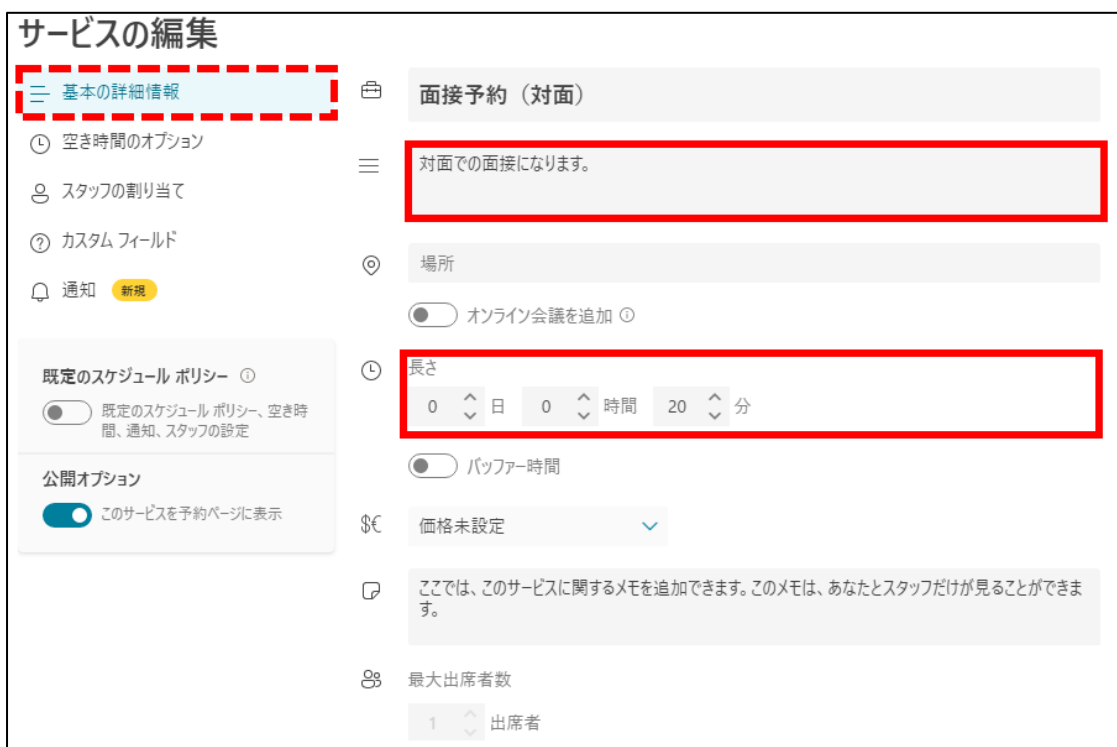 サービスの編集
基本の詳細情報
空き時間のオプション
スタッフの割り当て
カスタム フィールド
通知 新規
既定のスケジュール ポリシー
既定のスケジュール ポリシー、空き時
間、通知、スタッフの設定
公開オプション
このサービスを予約ページに表示
面接予約（対面）
対面での面接になります。
場所
オンライン会議を追加
長さ
0 日 0 時間 20 分
バッファー時間
$€ 価格未設定
ここでは、このサービスに関するメモを追加できます。このメモは、あなたとスタッフだけが見ることができま
す。
最大出席者数
1 出席者